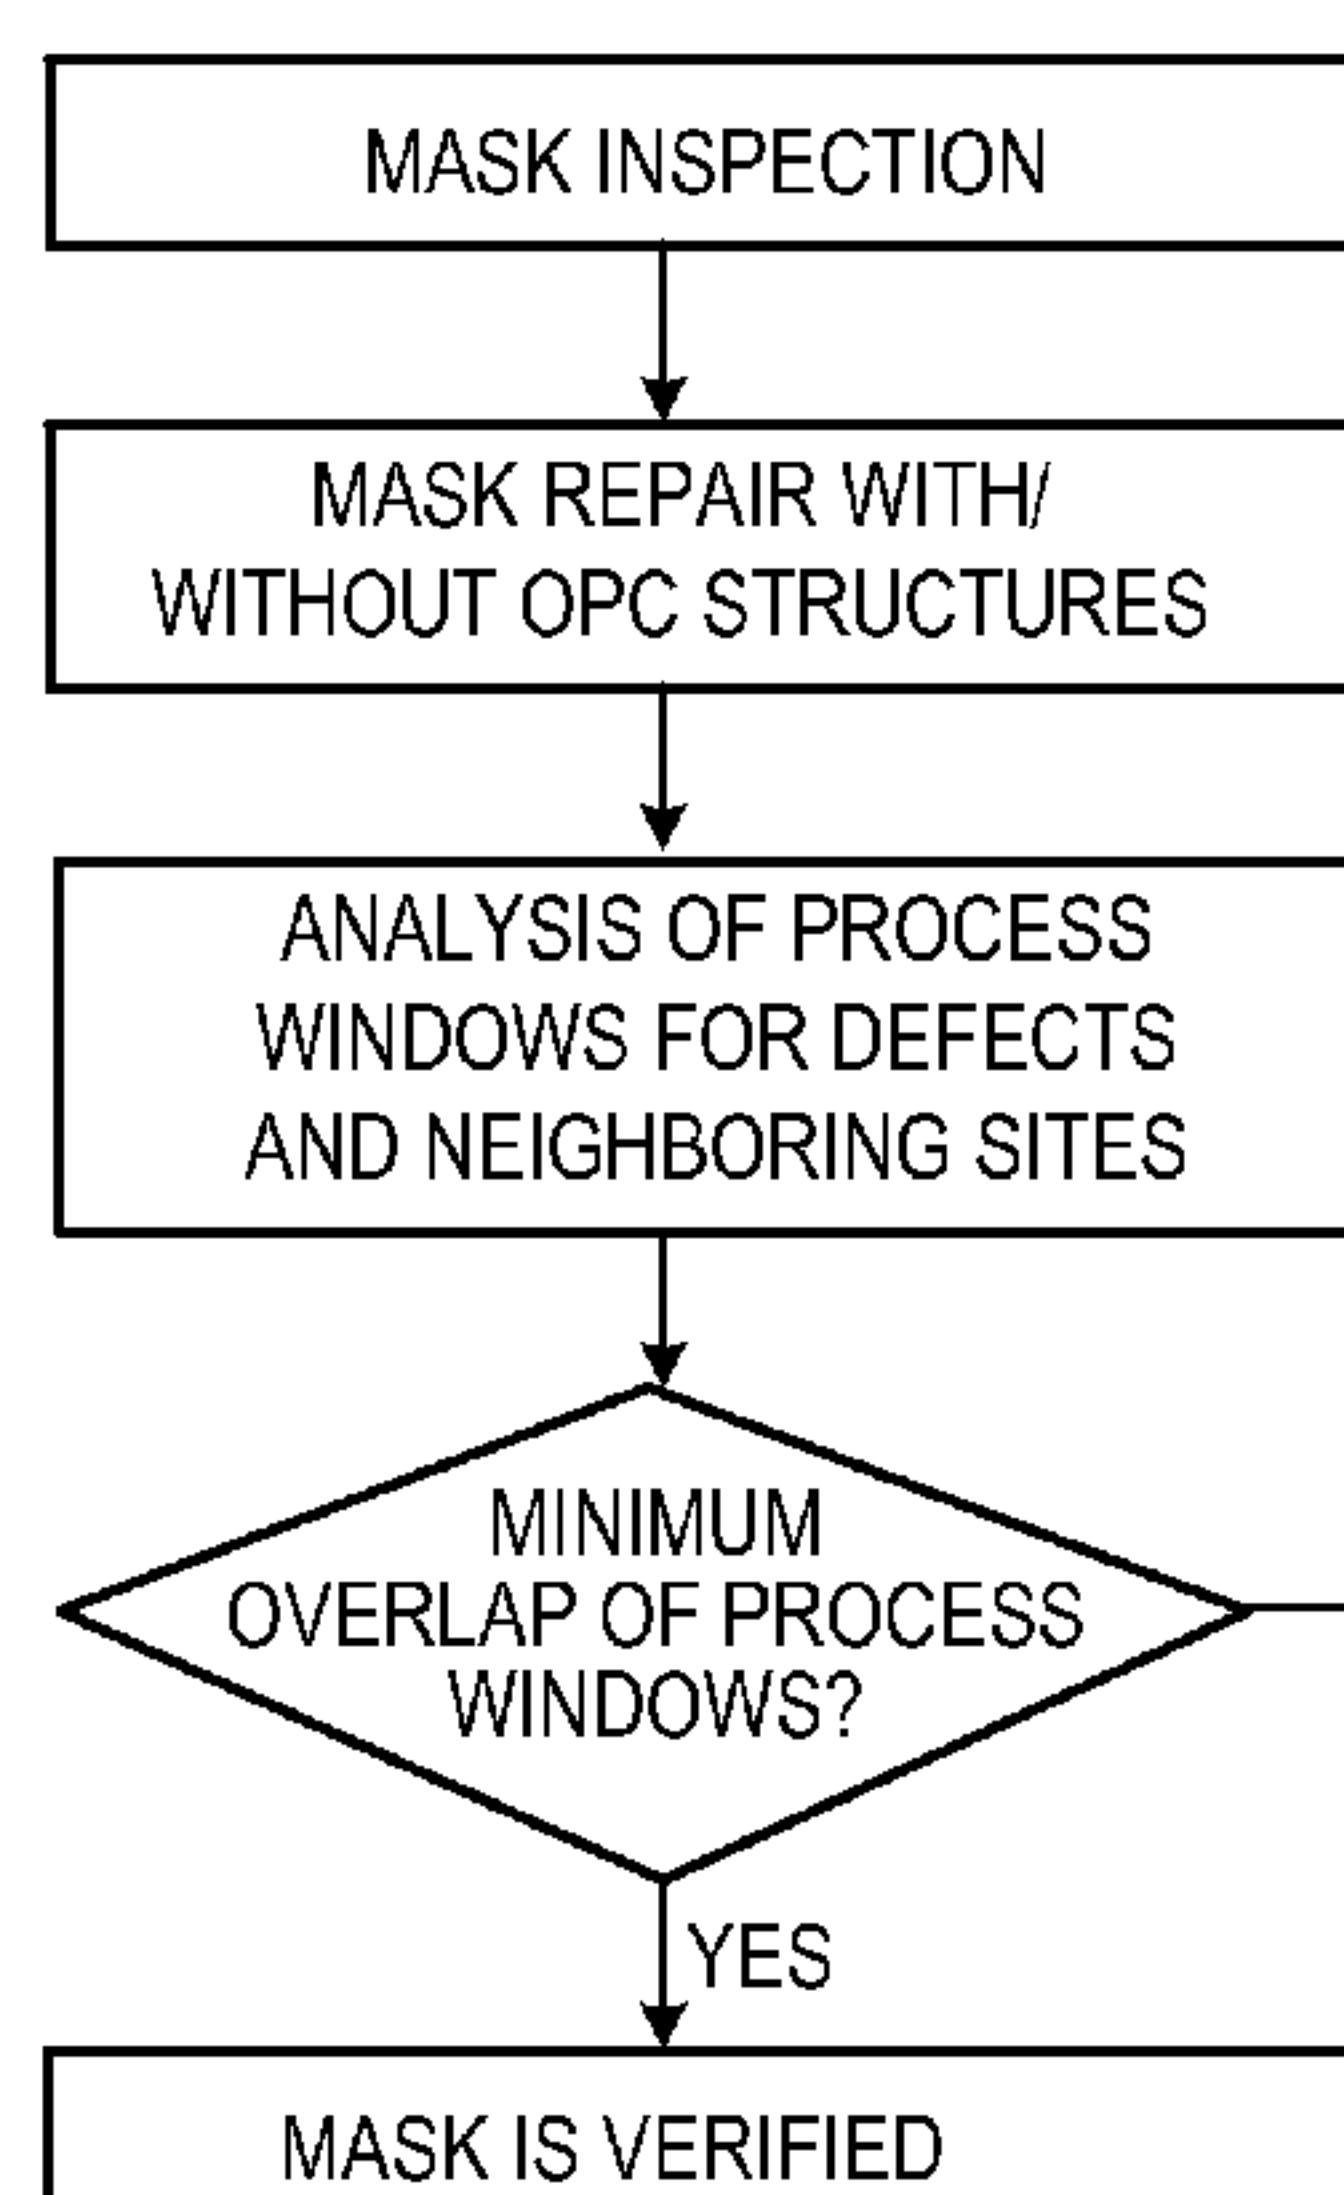 MASK INSPECTION
MASK REPAIR WITH/
WITHOUT OPC STRUCTURES
ANALYSIS OF PROCESS
WINDOWS FOR DEFECTS
AND NEIGHBORING SITES
MINIMUM
OVERLAP OF PROCESS
WINDOWS?
YES
MASK IS VERIFIED